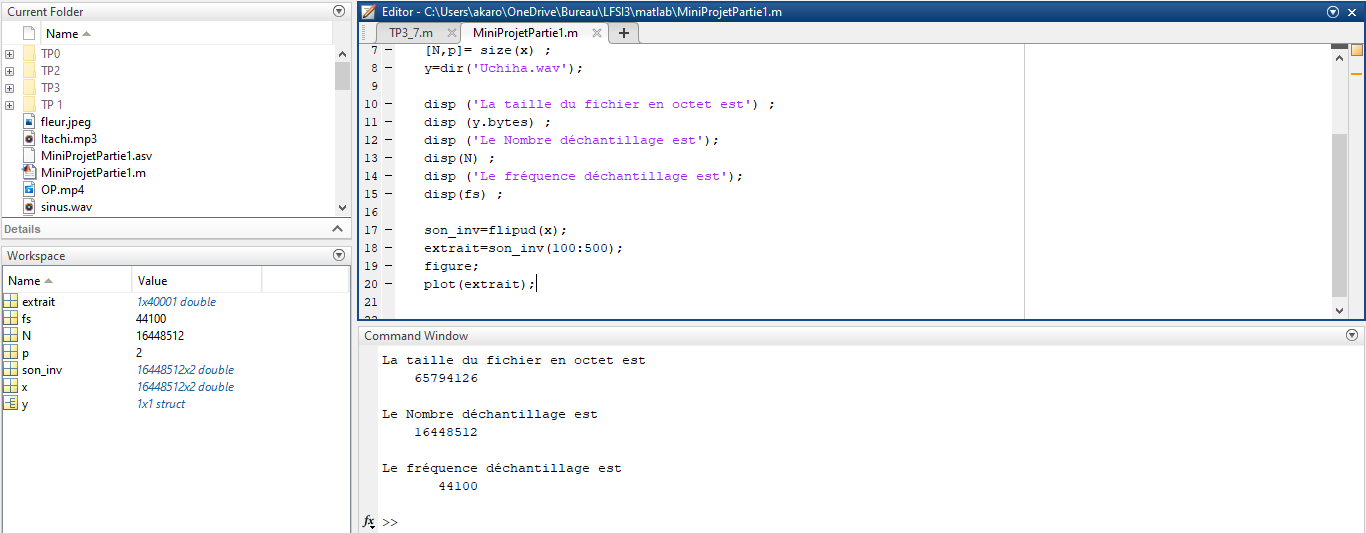 Current Folder
Name
TP0
TP2
TP3
TP 1
fleur.jpeg
Itachi.mp3
MiniProjetPartie1.asv
MiniProjetPartie1.m
OP.mp4
sinus.wav
Details
Workspace
Name Value
extrait 1x40001 double
fs 44100
N 16448512
p 2
son_inv 16448512x2 double
x 16448512x2 double
y 1x1 struct
Editor - C:\Users\akaro\OneDrive\Bureau\LFSI3\matlab\MiniProjetPartie1.m
TP3_7.m MiniProjetPartie1.m
7 – [N,p]= size(x) ;
8 – y=dir('Uchiha.wav');
9
10 – disp ('La taille du fichier en octet est') ;
11 – disp (y.bytes) ;
12 – disp ('Le Nombre déchantillage est');
13 – disp(N) ;
14 – disp ('Le fréquence déchantillage est');
15 – disp(fs) ;
16
17 – son_inv=flipud(x);
18 – extrait=son_inv(100:500);
19 – figure;
20 – plot(extrait);
21
Command Window
La taille du fichier en octet est
65794126
Le Nombre déchantillage est
16448512
Le fréquence déchantillage est
44100
fx >>